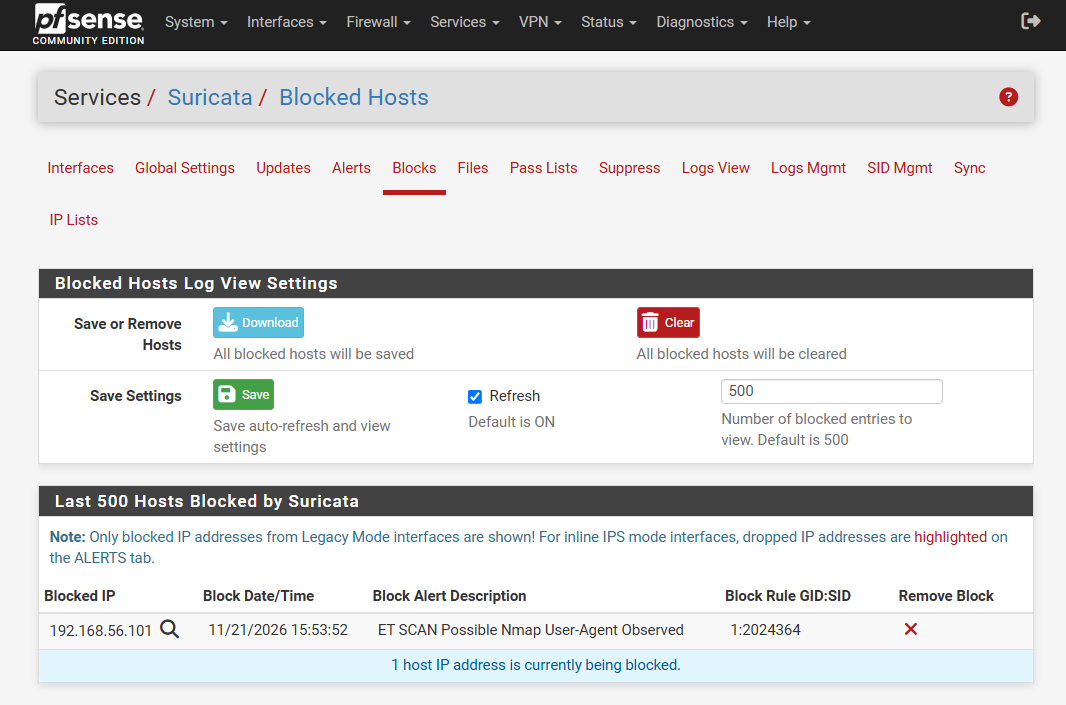 pfsense
COMMUNITY EDITION
System Interfaces Firewall Services VPN Status Diagnostics Help
Services / Suricata / Blocked Hosts ?
Interfaces Global Settings Updates Alerts Blocks Files Pass Lists Suppress Logs View Logs Mgmt SID Mgmt Sync
IP Lists
Blocked Hosts Log View Settings
Save or Remove Hosts
Download
All blocked hosts will be saved
Clear
All blocked hosts will be cleared
Save Settings
Save
Save auto-refresh and view
settings
Refresh
Default is ON
500
Number of blocked entries to
view. Default is 500
Last 500 Hosts Blocked by Suricata
Note: Only blocked IP addresses from Legacy Mode interfaces are shown! For inline IPS mode interfaces, dropped IP addresses are highlighted on
the ALERTS tab.
Blocked IP Block Date/Time Block Alert Description Block Rule GID:SID Remove Block
192.168.56.101 11/21/2026 15:53:52 ET SCAN Possible Nmap User-Agent Observed 1:2024364
1 host IP address is currently being blocked.